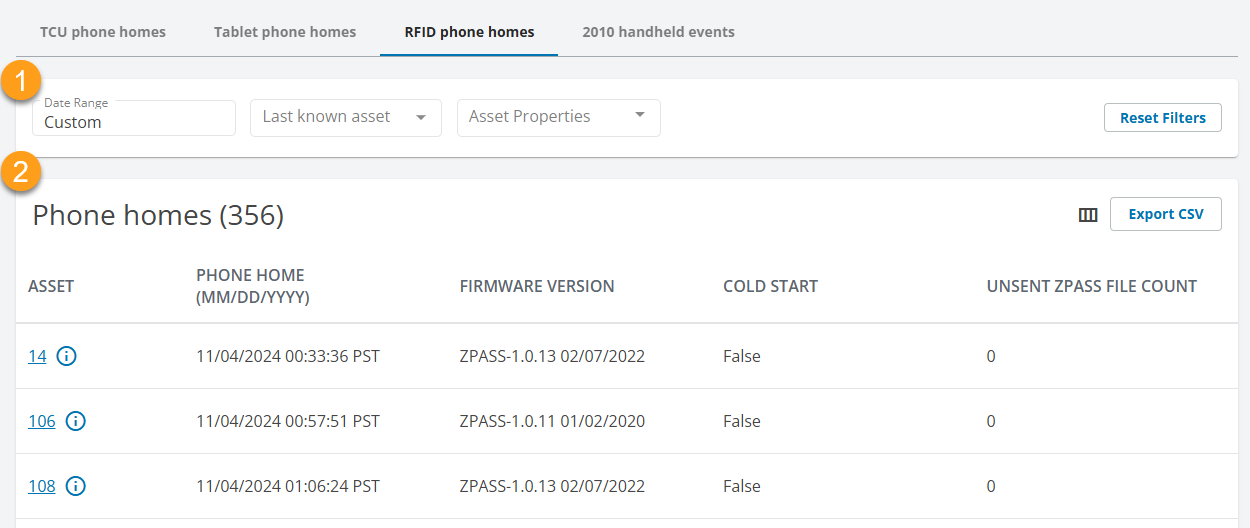 TCU phone homes Tablet phone homes RFID phone homes 2010 handheld events
1
Date Range
Custom Last known asset Asset Properties Reset Filters
2
Phone homes (356) Export CSV
ASSET PHONE HOME (MM/DD/YYYY) FIRMWARE VERSION COLD START UNSENT ZPASS FILE COUNT
14 11/04/2024 00:33:36 PST ZPASS-1.0.13 02/07/2022 False 0
106 11/04/2024 00:57:51 PST ZPASS-1.0.11 01/02/2020 False 0
108 11/04/2024 01:06:24 PST ZPASS-1.0.13 02/07/2022 False 0